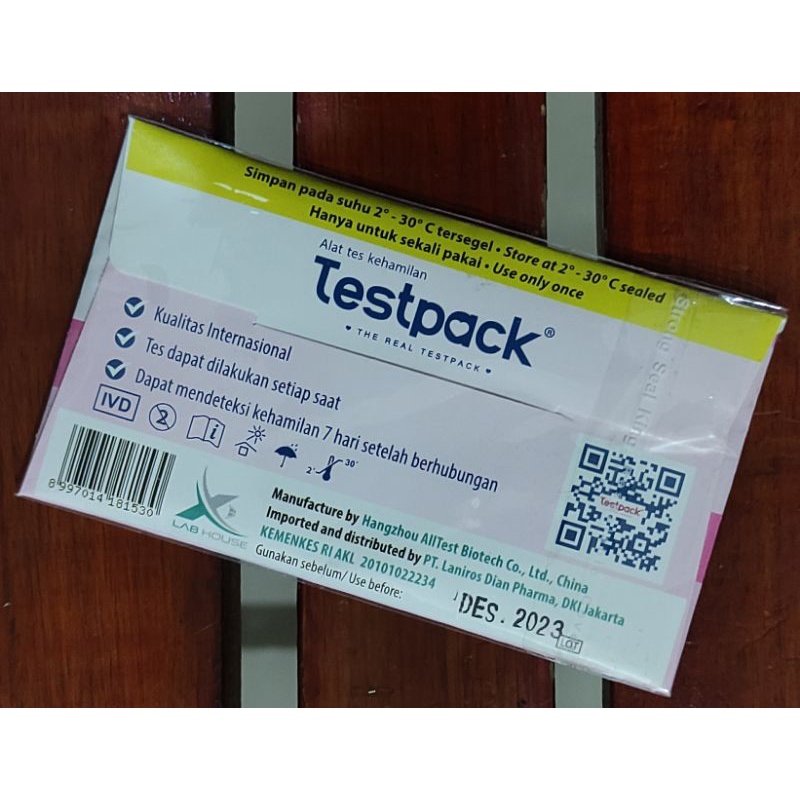 Simpan pada suhu 2° - 30° C tersegel • Store at 2° - 30° C sealed
Hanya untuk sekali pakai • Use only once
Alat tes kehamilan
Testpack®
♥ THE REAL TESTPACK ♥
Kualitas Internasional
Tes dapat dilakukan setiap saat
Dapat mendeteksi kehamilan 7 hari setelah berhubungan
IVD
2
i
2° 30°
Strong Seal King
8 997014 181530
LAB HOUSE
Testpack
Manufacture by Hangzhou AllTest Biotech Co., Ltd., China
Imported and distributed by PT. Laniros Dian Pharma, DKI Jakarta
KEMENKES RI AKL 20101022234
Gunakan sebelum/ Use before:
DES. 2023